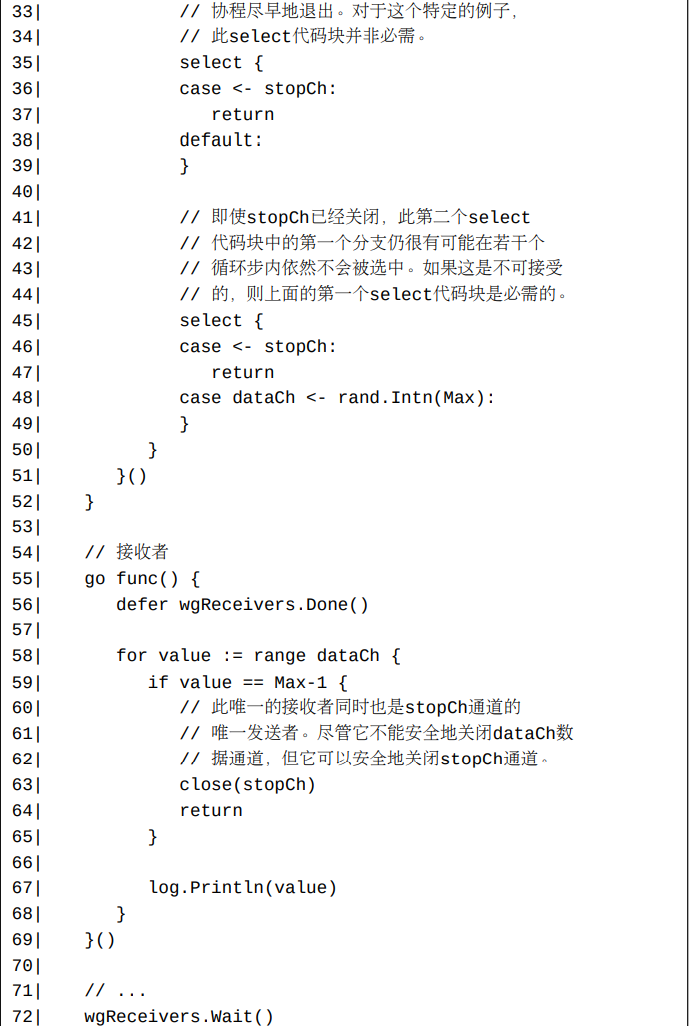 33|             // 协程尽早地退出。对于这个特定的例子，
34|             // 此select代码块并非必需。
35|             select {
36|             case <- stopCh:
37|                return
38|             default:
39|             }
40|
41|             // 即使stopCh已经关闭，此第二个select
42|             // 代码块中的第一个分支仍很有可能在若干个
43|             // 循环步内依然不会被选中。如果这是不可接受
44|             // 的，则上面的第一个select代码块是必需的。
45|             select {
46|             case <- stopCh:
47|                return
48|             case dataCh <- rand.Intn(Max):
49|             }
50|          }
51|       }()
52|    }
53|
54|    // 接收者
55|    go func() {
56|       defer wgReceivers.Done()
57|
58|       for value := range dataCh {
59|          if value == Max-1 {
60|             // 此唯一的接收者同时也是stopCh通道的
61|             // 唯一发送者。尽管它不能安全地关闭dataCh数
62|             // 据通道，但它可以安全地关闭stopCh通道。
63|             close(stopCh)
64|             return
65|          }
66|
67|          log.Println(value)
68|       }
69|    }()
70|
71|    // ...
72|    wgReceivers.Wait()